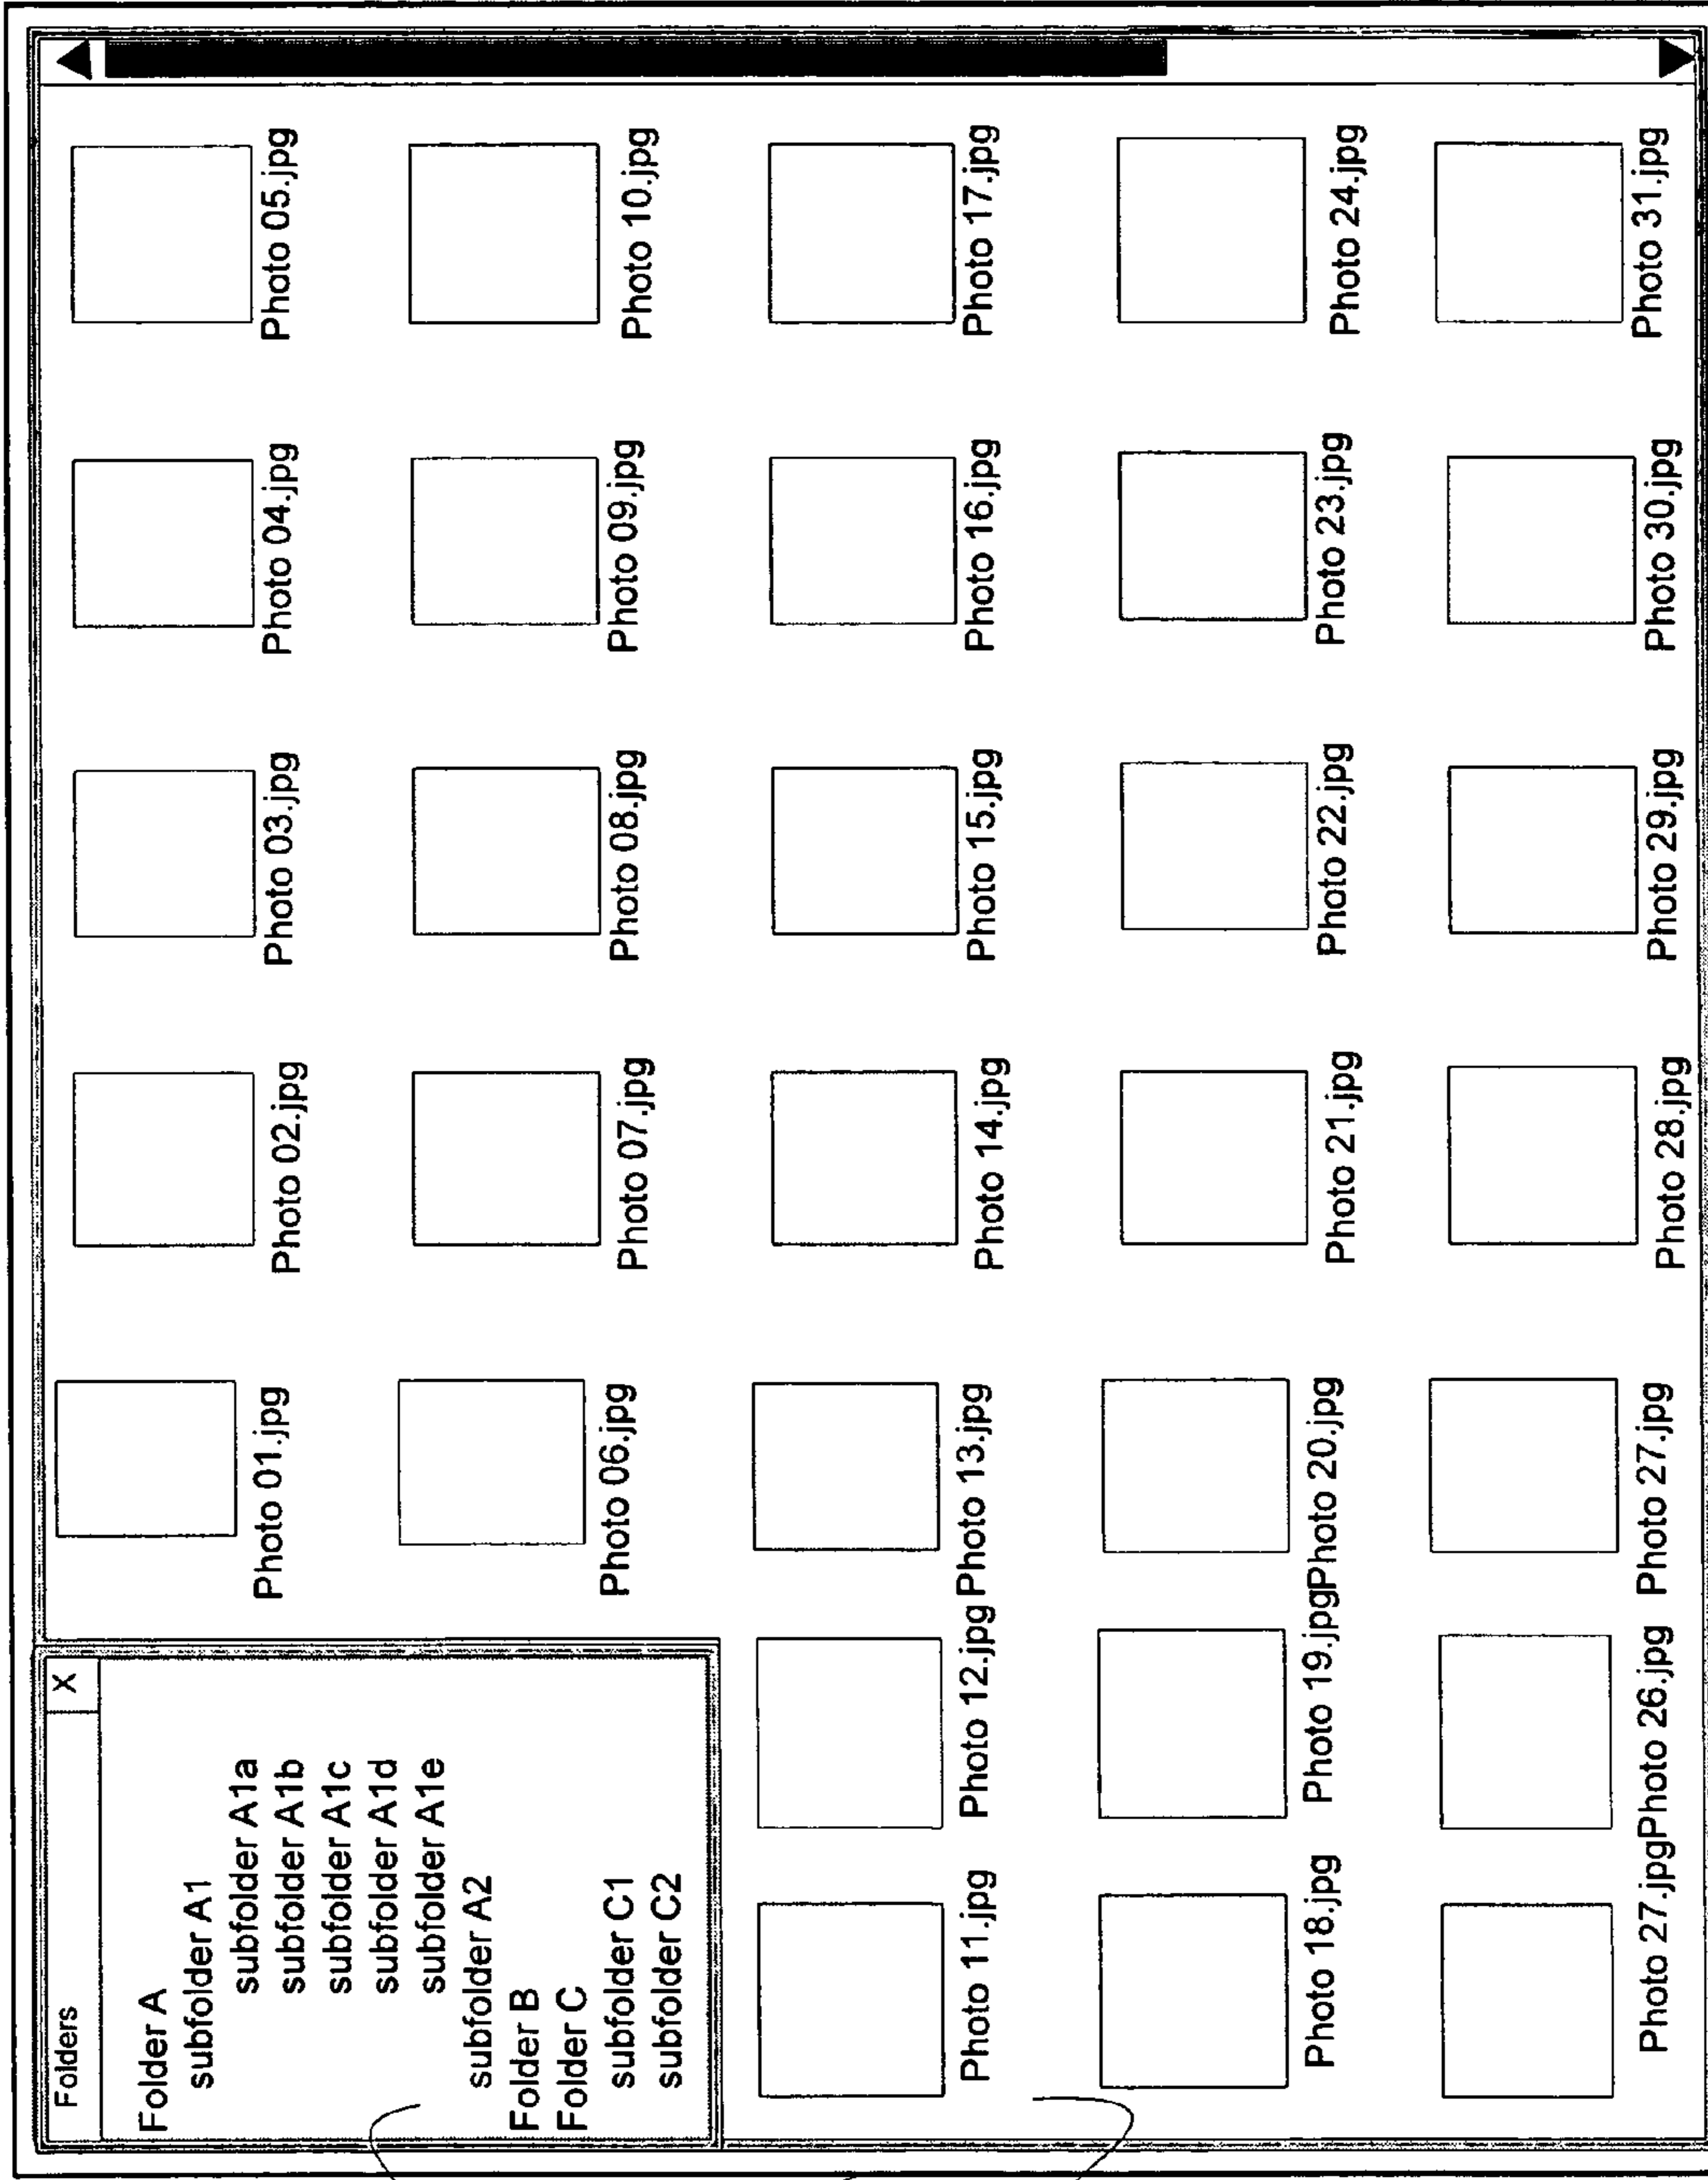 Folders X
Folder A
subfolder A1
subfolder A1a
subfolder A1b
subfolder A1c
subfolder A1d
subfolder A1e
subfolder A2
Folder B
Folder C
subfolder C1
subfolder C2
Photo 01.jpg Photo 02.jpg Photo 03.jpg Photo 04.jpg Photo 05.jpg
Photo 06.jpg Photo 07.jpg Photo 08.jpg Photo 09.jpg Photo 10.jpg
Photo 11.jpg Photo 12.jpg Photo 13.jpg Photo 14.jpg Photo 15.jpg Photo 16.jpg Photo 17.jpg
Photo 18.jpg Photo 19.jpgPhoto 20.jpg Photo 21.jpg Photo 22.jpg Photo 23.jpg Photo 24.jpg
Photo 27.jpgPhoto 26.jpg Photo 27.jpg Photo 28.jpg Photo 29.jpg Photo 30.jpg Photo 31.jpg